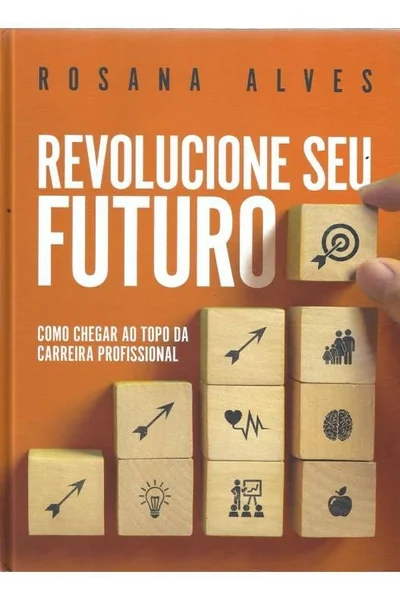 ROSANA ALVES
REVOLUCIONE SEU
FUTURO
COMO CHEGAR AO TOPO DA
CARREIRA PROFISSIONAL